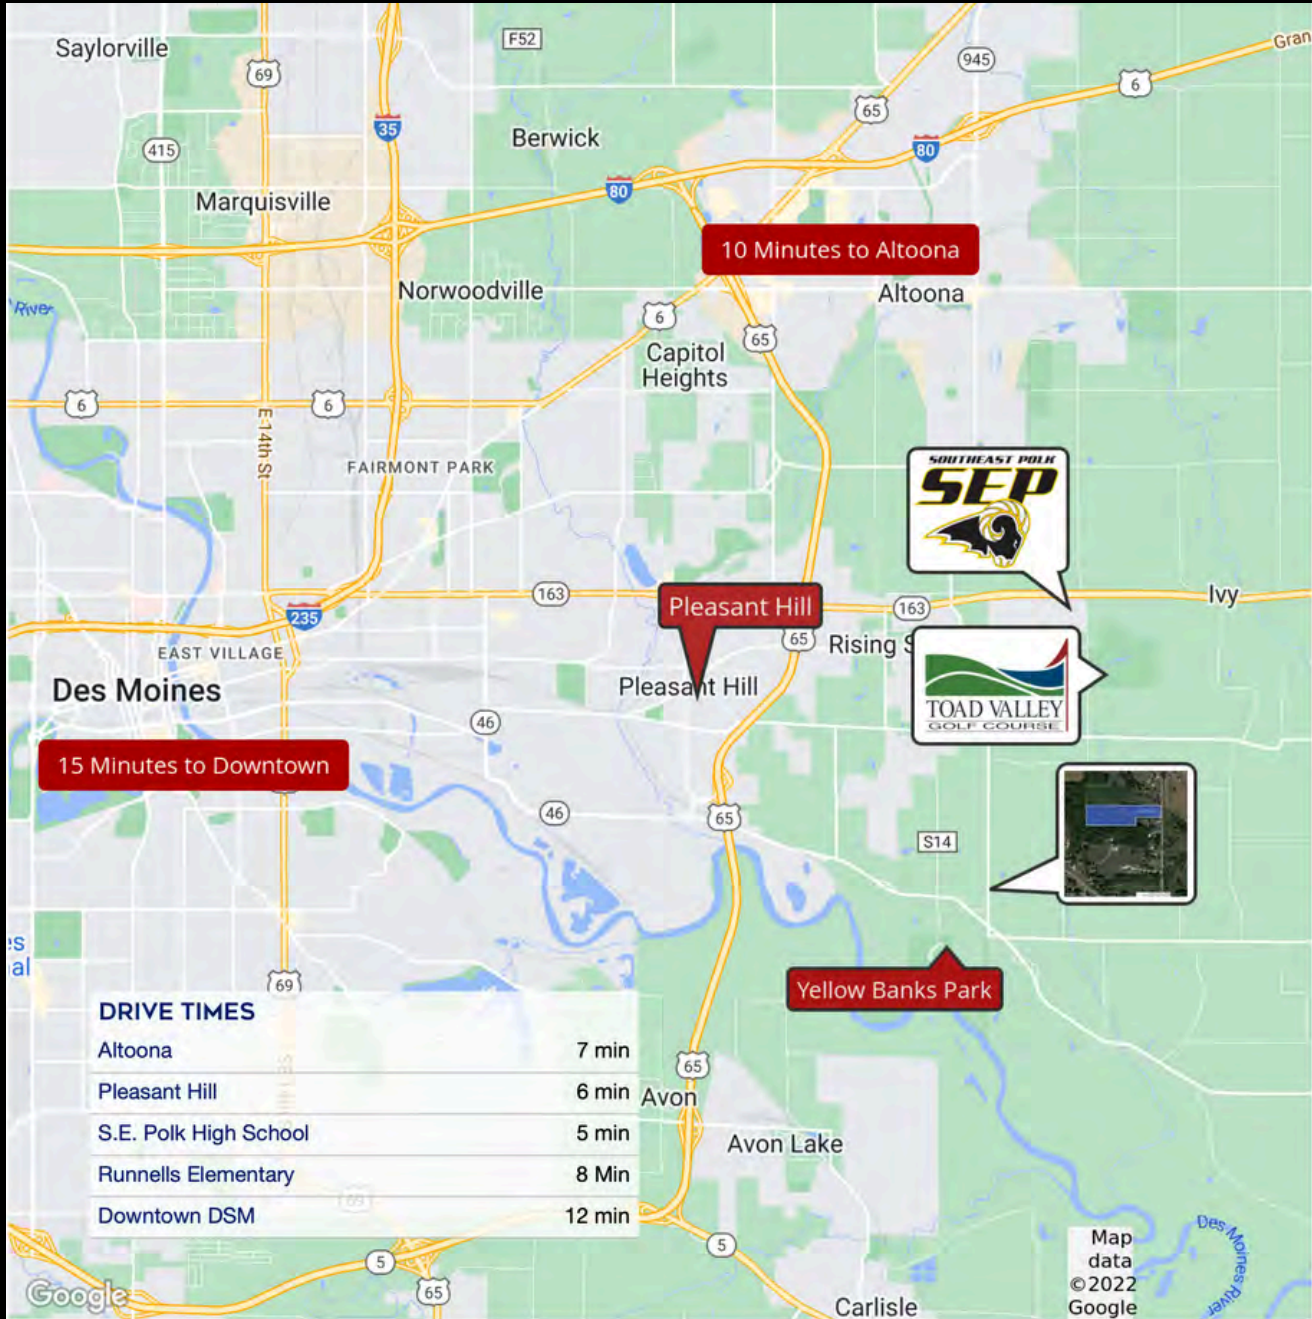 Saylorville
F52
69
945
Gran
6
65
35
Berwick
415
80
80
Marquisville
10 Minutes to Altoona
Norwoodville
Altoona
River
6
65
Capitol
Heights
6
6
E 14th St
FAIRMONT PARK
SOUTHEAST POLK
SEP
163
Pleasant Hill
163
Ivy
235
65
Rising S
EAST VILLAGE
Des Moines
Pleasant Hill
TOAD VALLEY
GOLF COURSE
46
15 Minutes to Downtown
46
65
S14
es
al
69
Yellow Banks Park
DRIVE TIMES
Altoona 7 min
Pleasant Hill 6 min
S.E. Polk High School 5 min
Runnells Elementary 8 Min
Downtown DSM 12 min
65
Avon
Avon Lake
69
5
5
65
Google
Carlisle
Des Moines River
Map
data
©2022
Google